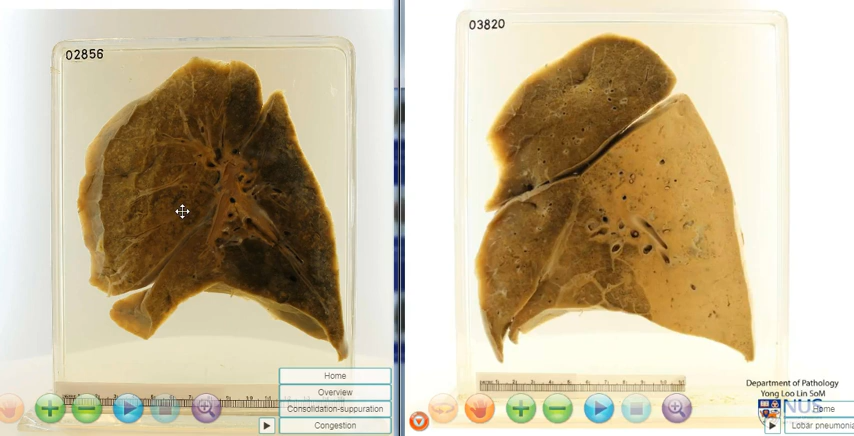 02856
Home
Overview
Consolidation-suppuration
Congestion
03820
Department of Pathology
Yong Loo Lin SoM
NUS
Home
Lobar pneumonia